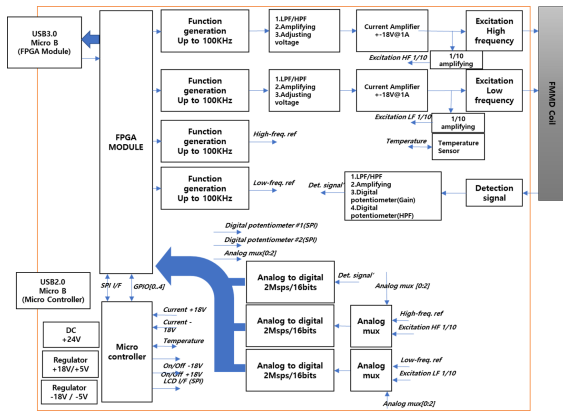 USB3.0
Micro B
(FPGA Module)
FPGA
MODULE
Function
generation
Up to 100KHz
1.LPF/HPF
2.Amplifying
3.Adjusting
voltage
Current Amplifier
+-18V@1A
Excitation
High
frequency
Excitation HF 1/10
1/10
amplifying
Function
generation
Up to 100KHz
1.LPF/HPF
2.Amplifying
3.Adjusting
voltage
Current Amplifier
+-18V@1A
Excitation
Low
frequency
Excitation LF 1/10
1/10
amplifying
FMMD Coil
Function
generation
Up to 100KHz
High-freq. ref
Temperature
Temperature
Sensor
Function
generation
Up to 100KHz
Low-freq. ref
Det. signal'
1.LPF/HPF
2.Amplifying
3.Digital
potentiometer(Gain)
4.Digital
potentiometer(HPF)
Detection
signal
Digital potentiometer #1(SPI)
Digital potentiometer #2(SPI)
Analog mux[0:2]
USB2.0
Micro B
(Micro Controller)
SPI I/F
GPIO[0..4]
Analog to digital
2Msps/16bits
Det. signal'
Analog mux [0:2]
Micro
controller
Current +18V
Current -
18V
Temperature
On/Off -18V
On/Off +18V
LCD I/F (SPI)
Analog to digital
2Msps/16bits
Analog
mux
High-freq. ref
Excitation HF 1/10
DC
+24V
Regulator
+18V/+5V
Regulator
-18V / -5V
Analog to digital
2Msps/16bits
Analog
mux
Low-freq. ref
Excitation LF 1/10
Analog mux[0:2]